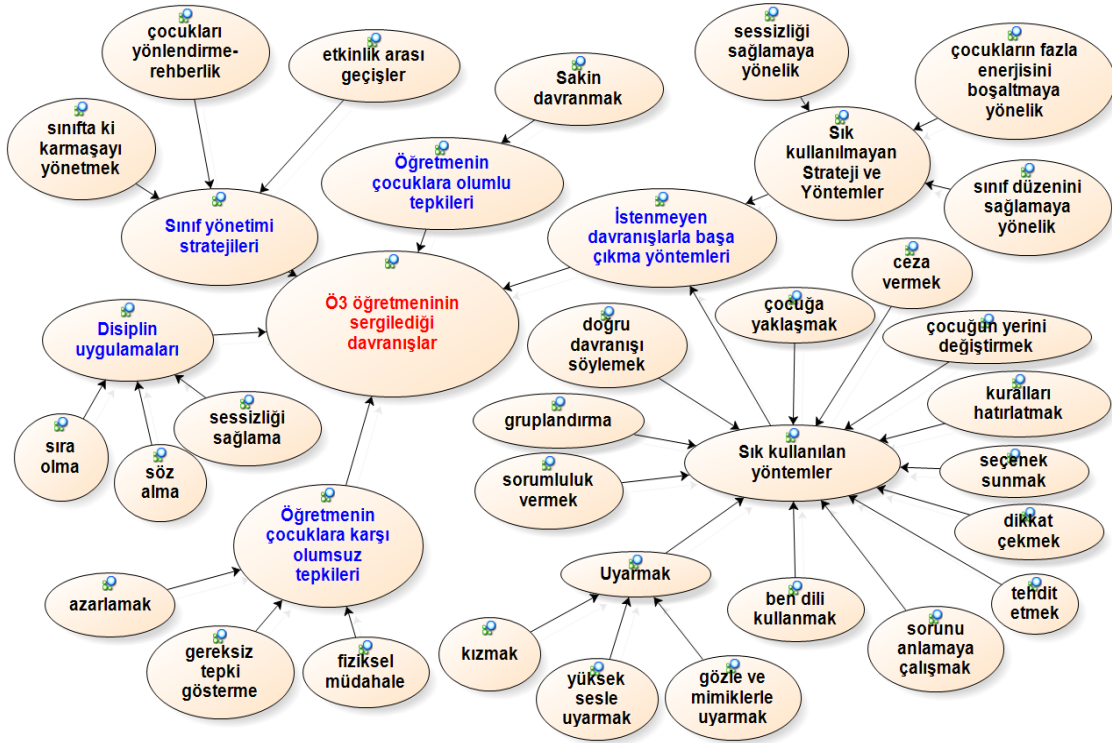 çocukları
yönlendirme-
rehberlik
etkinlik arası
geçişler
Sakin
davranmak
sessizliği
sağlamaya
yönelik
çocukların fazla
enerjisini
boşaltmaya
yönelik
sınıfta ki
karmaşayı
yönetmek
Öğretmenin
çocuklara olumlu
tepkileri
Sık
kullanılmayan
Strateji ve
Yöntemler
Sınıf yönetimi
stratejileri
İstenmeyen
davranışlarla başa
çıkma yöntemleri
sınıf düzenini
sağlamaya
yönelik
ceza
vermek
Ö3 öğretmeninin
sergilediği
davranışlar
çocuğa
yaklaşmak
Disiplin
uygulamaları
doğru
davranışı
söylemek
çocuğun yerini
değiştirmek
kuralları
hatırlatmak
sessizliği
sağlama
gruplandırma
sıra
olma
söz
alma
Sık kullanılan
yöntemler
seçenek
sunmak
sorumluluk
vermek
dikkat
çekmek
Öğretmenin
çocuklara karşı
olumsuz
tepkileri
Uyarmak
ben dili
kullanmak
tehdit
etmek
azarlamak
sorunu
anlamaya
çalışmak
gereksiz
tepki
gösterme
fiziksel
müdahale
kızmak
yüksek
sesle
uyarmak
gözle ve
mimiklerle
uyarmak